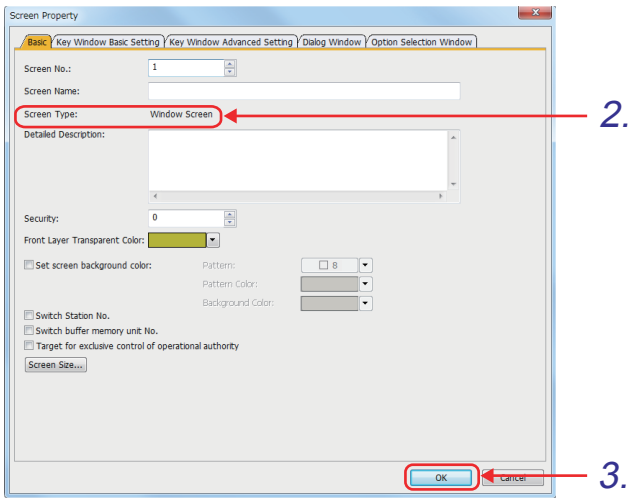 Screen Property
Basic Key Window Basic Setting Key Window Advanced Setting Dialog Window Option Selection Window
Screen No.: 1
Screen Name:
Screen Type: Window Screen
2.
Detailed Description:
Security: 0
Front Layer Transparent Color:
Set screen background color: Pattern: 8
Pattern Color:
Background Color:
Switch Station No.
Switch buffer memory unit No.
Target for exclusive control of operational authority
Screen Size...
OK Cancel
3.